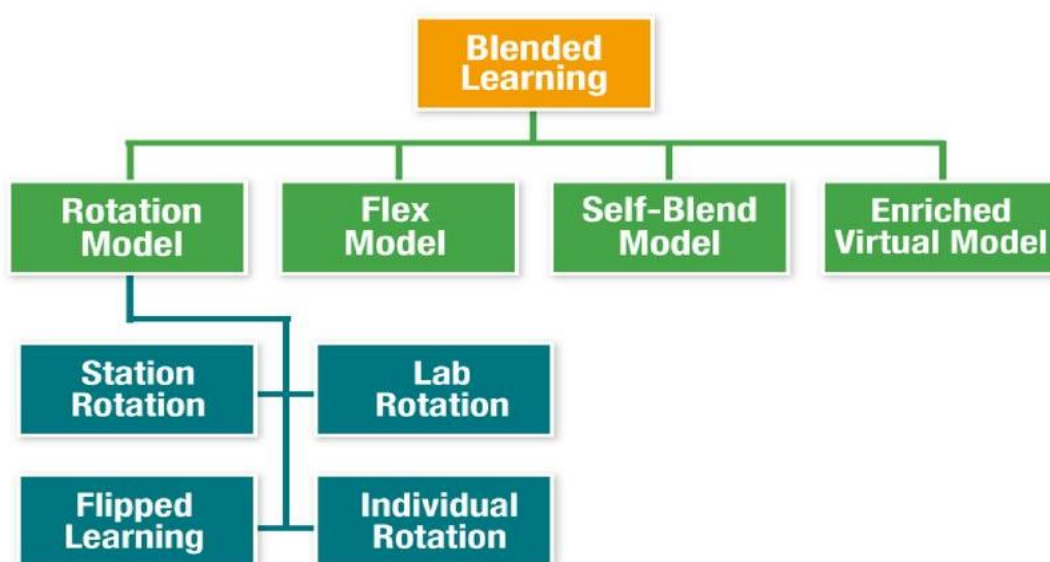 Blended
Learning
Rotation
Model
Flex
Model
Self-Blend
Model
Enriched
Virtual Model
Station
Rotation
Lab
Rotation
Flipped
Learning
Individual
Rotation